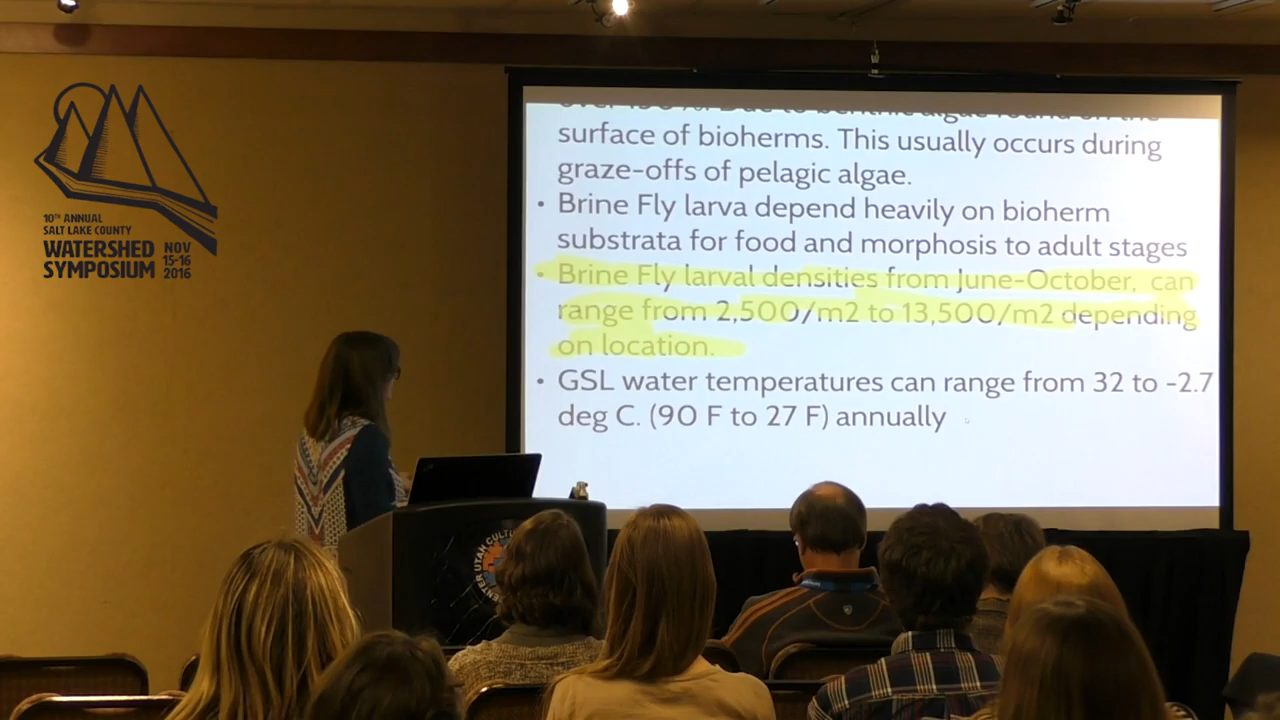 10TH ANNUAL
SALT LAKE COUNTY
WATERSHED
SYMPOSIUM
NOV
15-16
2016
surface of bioherms. This usually occurs during
graze-offs of pelagic algae.
• Brine Fly larva depend heavily on bioherm
substrata for food and morphosis to adult stages
• Brine Fly larval densities from June-October, can
range from 2,500/m2 to 13,500/m2 depending
on location.
• GSL water temperatures can range from 32 to -2.7
deg C. (90 F to 27 F) annually
UTAH CULTU